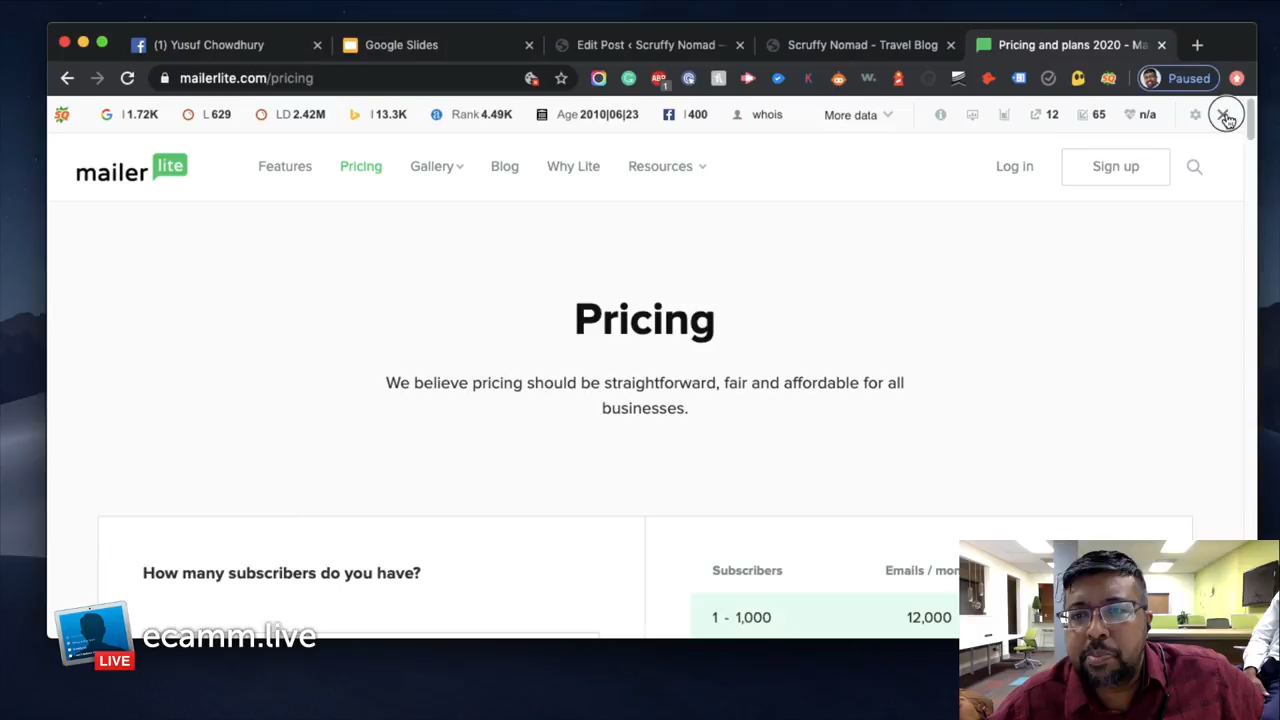 (1) Yusuf Chowdhury
Google Slides
Edit Post ‹ Scruffy Nomad —
Scruffy Nomad - Travel Blog
Pricing and plans 2020 - Ma
mailerlite.com/pricing
ABP
1
K
w.
SQ
Paused
SQ
G I 1.72K
L 629
LD 2.42M
I 13.3K
a Rank 4.49K
Age 2010|06|23
I 400
whois
More data
12
65
n/a
mailer lite
Features
Pricing
Gallery
Blog
Why Lite
Resources
Log in
Sign up
Pricing
We believe pricing should be straightforward, fair and affordable for all
businesses.
How many subscribers do you have?
Subscribers
Emails / mon
1 - 1,000
12,000
LIVE
ecamm.live